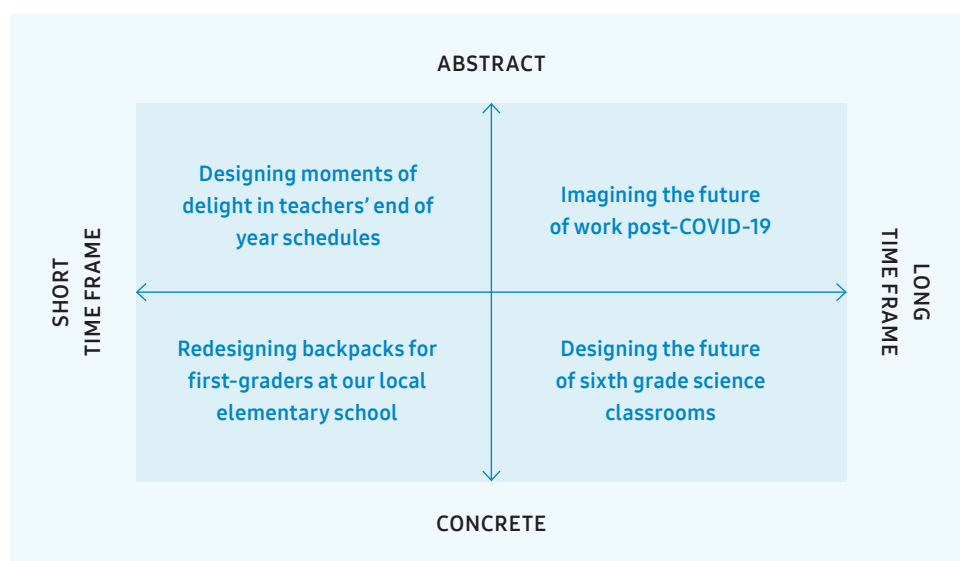 ABSTRACT
Designing moments of
delight in teachers’ end of
year schedules
Imagining the future
of work post-COVID-19
SHORT
TIME FRAME
LONG
TIME FRAME
Redesigning backpacks for
first-graders at our local
elementary school
Designing the future
of sixth grade science
classrooms
CONCRETE